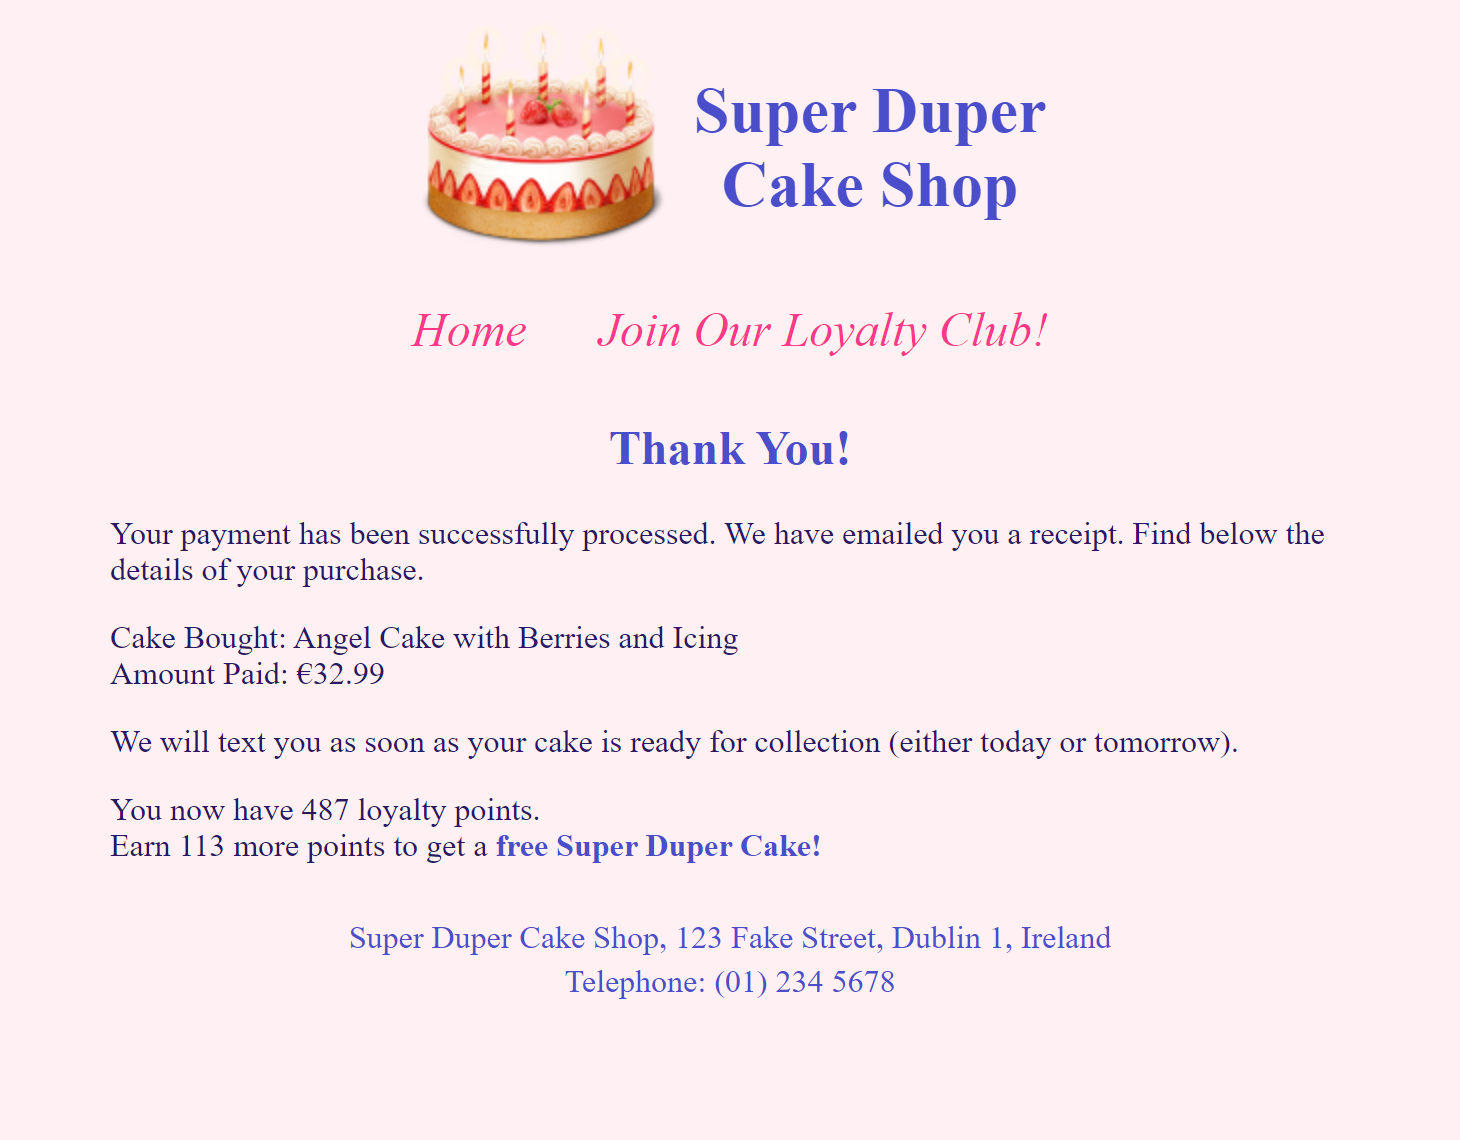 Super Duper
Cake Shop
Home Join Our Loyalty Club!
Thank You!
Your payment has been successfully processed. We have emailed you a receipt. Find below the
details of your purchase.
Cake Bought: Angel Cake with Berries and Icing
Amount Paid: €32.99
We will text you as soon as your cake is ready for collection (either today or tomorrow).
You now have 487 loyalty points.
Earn 113 more points to get a free Super Duper Cake!
Super Duper Cake Shop, 123 Fake Street, Dublin 1, Ireland
Telephone: (01) 234 5678